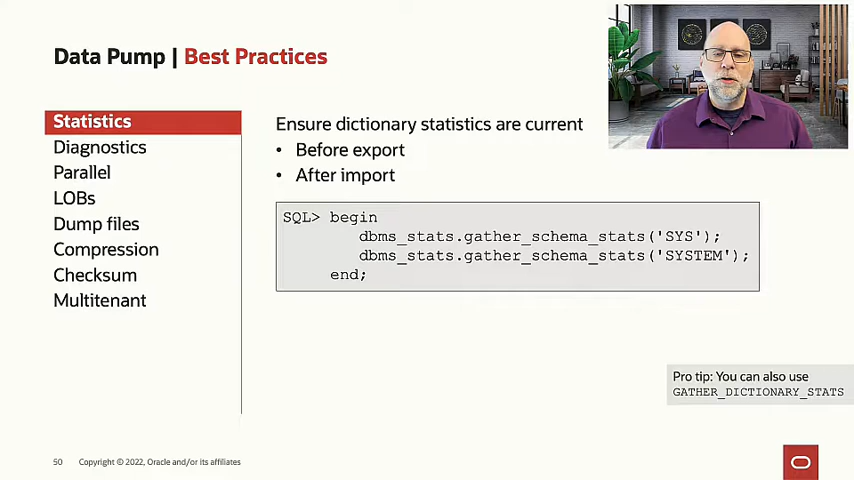 Data Pump | Best Practices
Statistics
Diagnostics
Parallel
LOBs
Dump files
Compression
Checksum
Multitenant
Ensure dictionary statistics are current
• Before export
• After import
SQL> begin
dbms_stats.gather_schema_stats('SYS');
dbms_stats.gather_schema_stats('SYSTEM');
end;
Pro tip: You can also use
GATHER_DICTIONARY_STATS
50 Copyright © 2022, Oracle and/or its affiliates